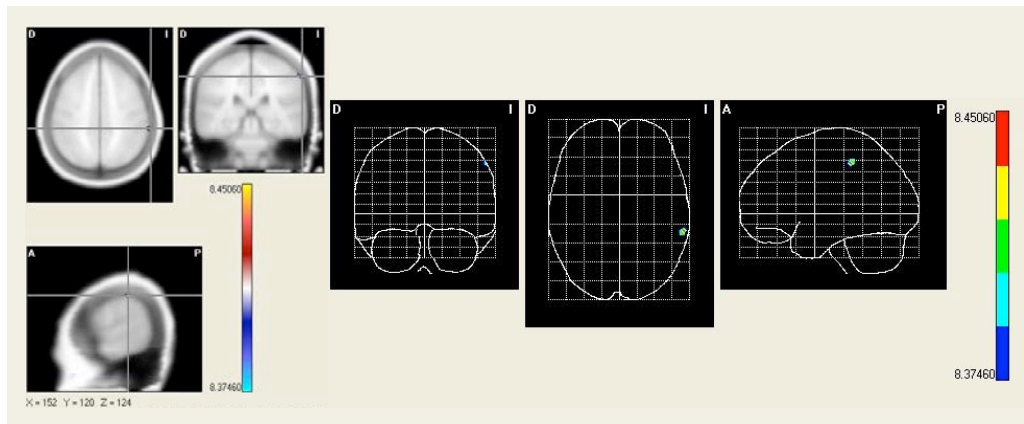 D I
D I
8.45060
8.37460
A P
X = 152 Y = 120 Z = 124
D I
D I
A P
8.45060
8.37460